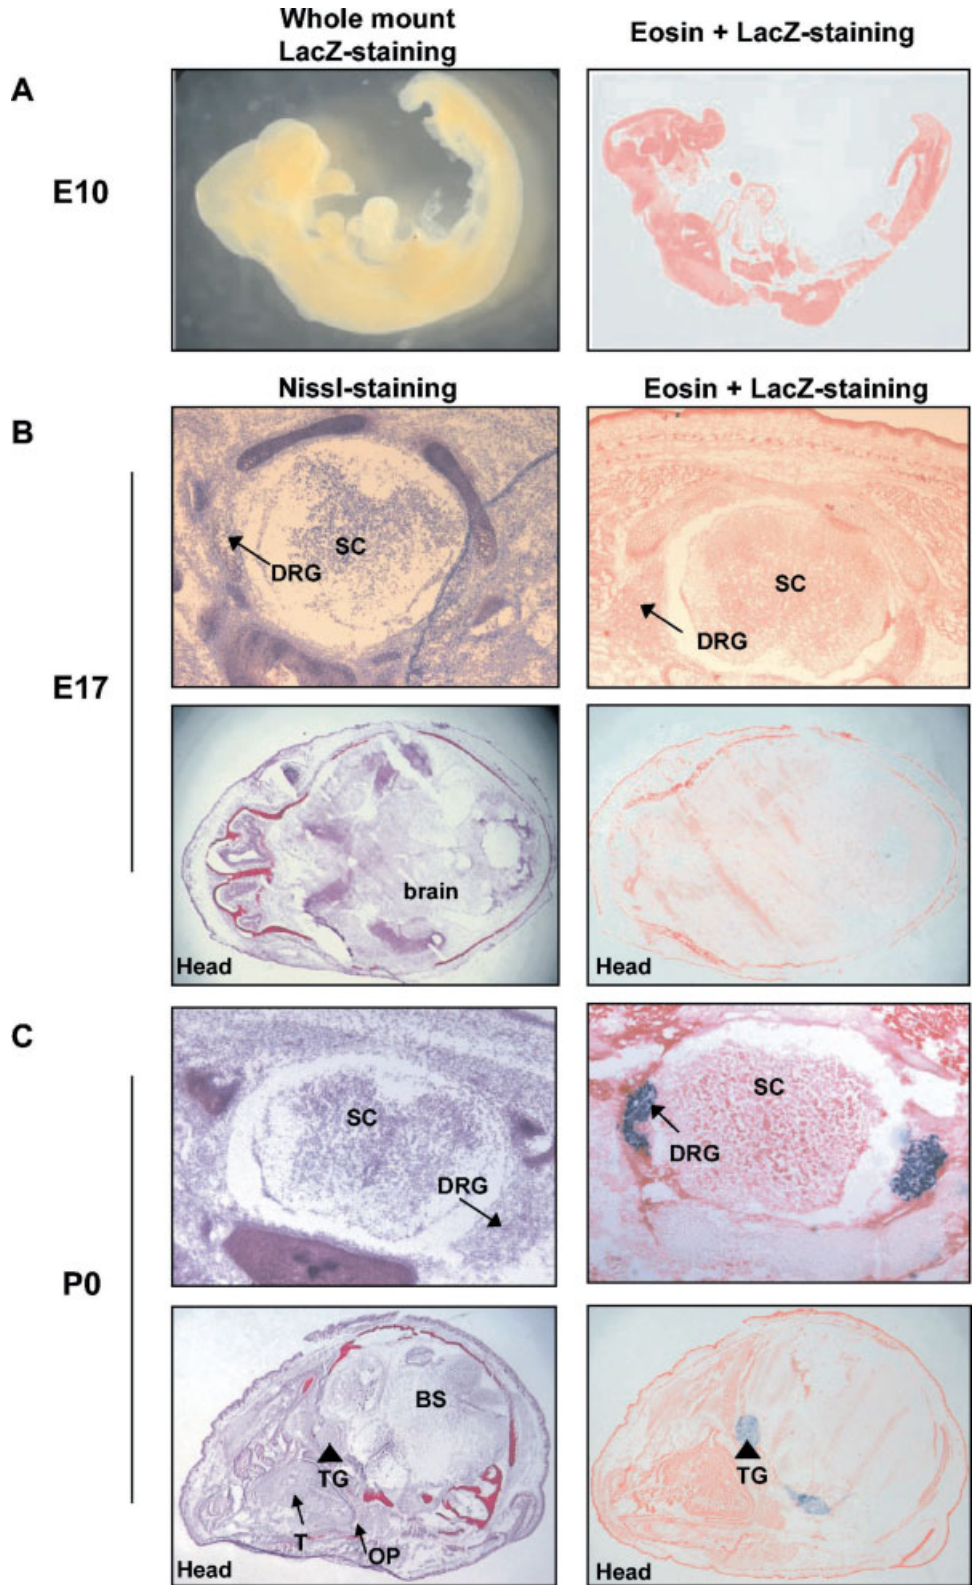 Whole mount
LacZ-staining
Eosin + LacZ-staining
A
E10
Nissl-staining
Eosin + LacZ-staining
B
SC
DRG
SC
DRG
E17
brain
Head
Head
C
SC
DRG
SC
DRG
P0
BS
TG
T
OP
Head
TG
Head